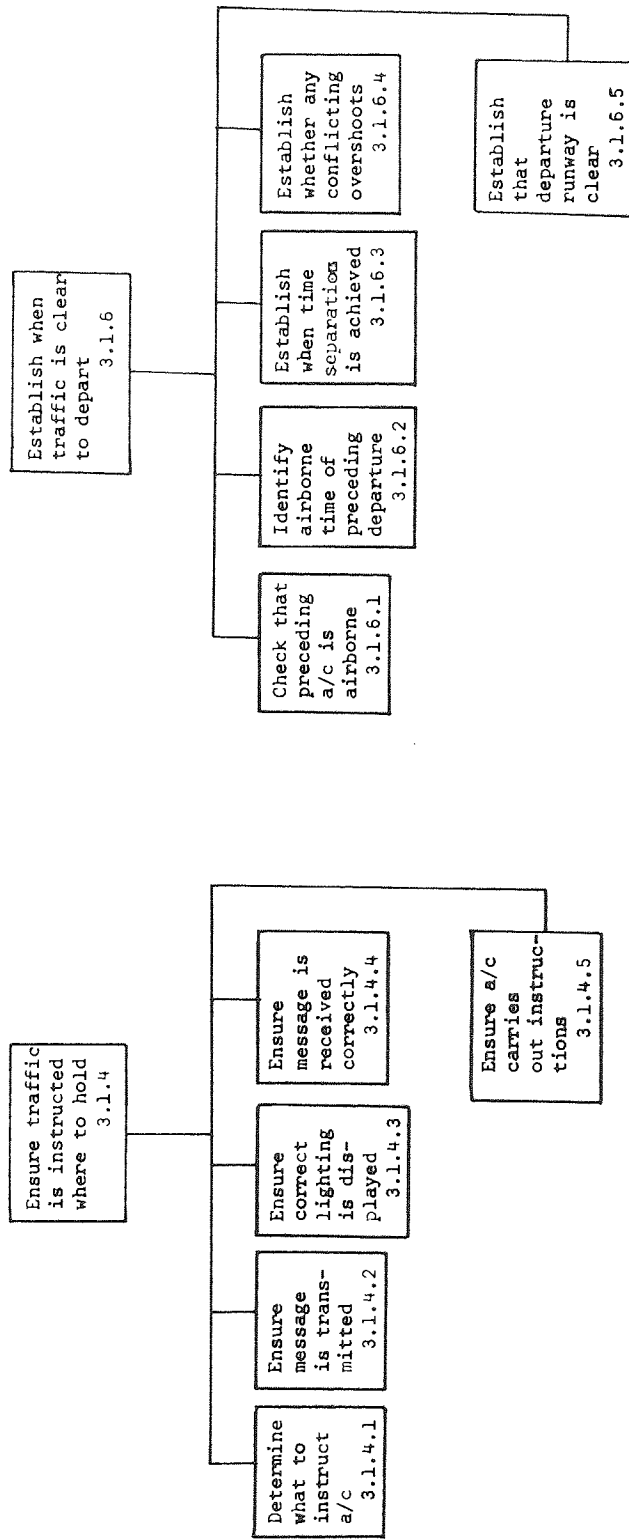 Ensure traffic
is instructed
where to hold
3.1.4
Determine
what to
instruct
a/c
3.1.4.1
Ensure
message
is trans-
mitted
3.1.4.2
Ensure
correct
lighting
is dis-
played
3.1.4.3
Ensure
message is
received
correctly
3.1.4.4
Ensure a/c
carries
out instruc-
tions
3.1.4.5
Establish when
traffic is clear
to depart
3.1.6
Check that
preceding
a/c is
airborne
3.1.6.1
Identify
airborne
time of
preceding
departure
3.1.6.2
Establish
when time
separation
is achieved
3.1.6.3
Establish
whether any
conflicting
overshoots
3.1.6.4
Establish
that
departure
runway is
clear
3.1.6.5